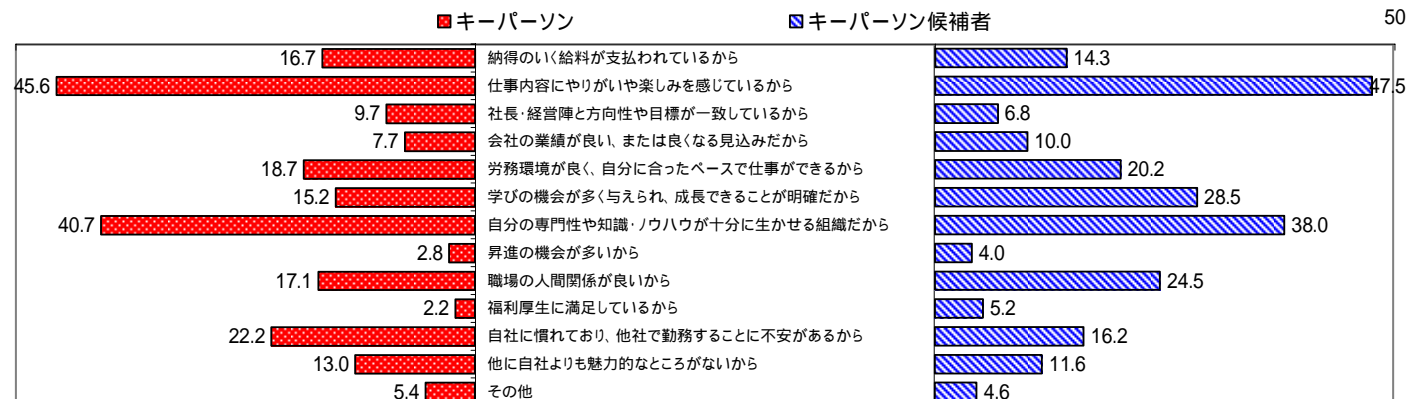 キーパーソン キーパーソン候補者 50
16.7 納得のいく給料が支払われているから 14.3
45.6 仕事内容にやりがいや楽しみを感じているから 47.5
9.7 社長・経営陣と方向性や目標が一致しているから 6.8
7.7 会社の業績が良い、または良くなる見込みだから 10.0
18.7 労務環境が良く、自分に合ったペースで仕事ができるから 20.2
15.2 学びの機会が多く与えられ、成長できることが明確だから 28.5
40.7 自分の専門性や知識・ノウハウが十分に生かせる組織だから 38.0
2.8 昇進の機会が多いから 4.0
17.1 職場の人間関係が良いから 24.5
2.2 福利厚生に満足しているから 5.2
22.2 自社に慣れており、他社で勤務することに不安があるから 16.2
13.0 他に自社よりも魅力的なところがないから 11.6
5.4 その他 4.6